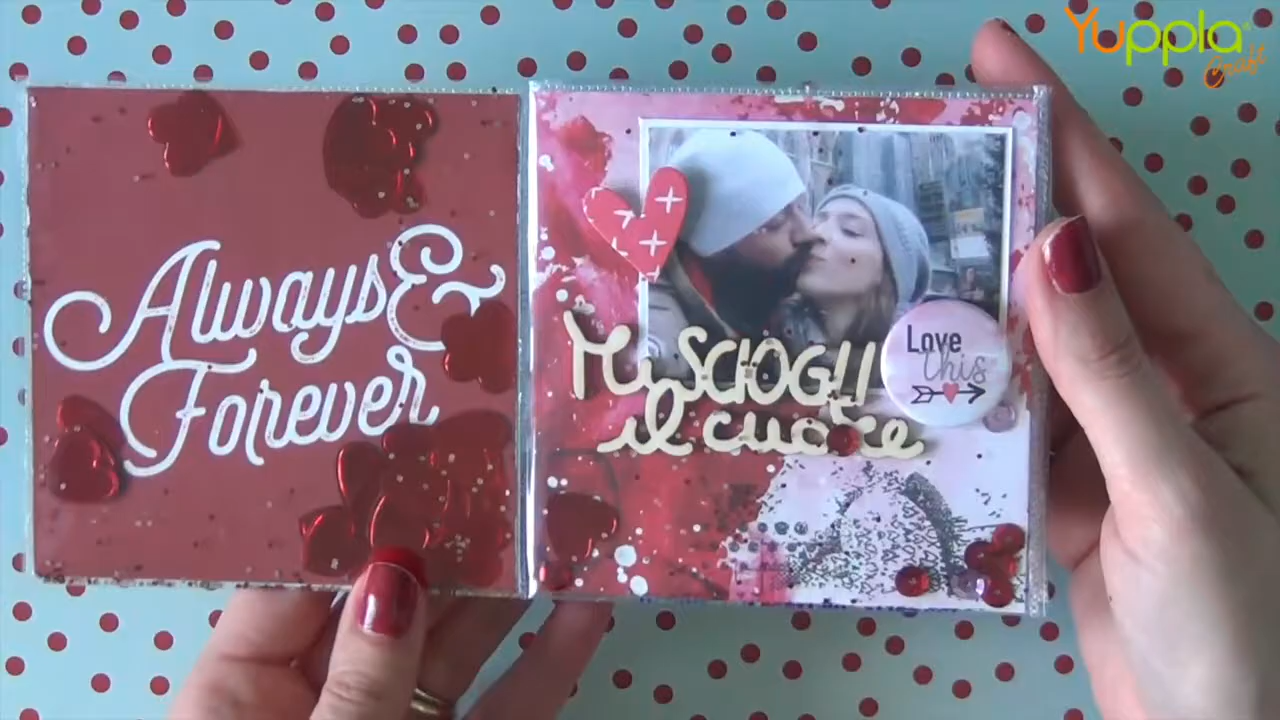 Yuppla
Craft
Always &
Forever
Mi SCIOGLI
il cuore
Love
this